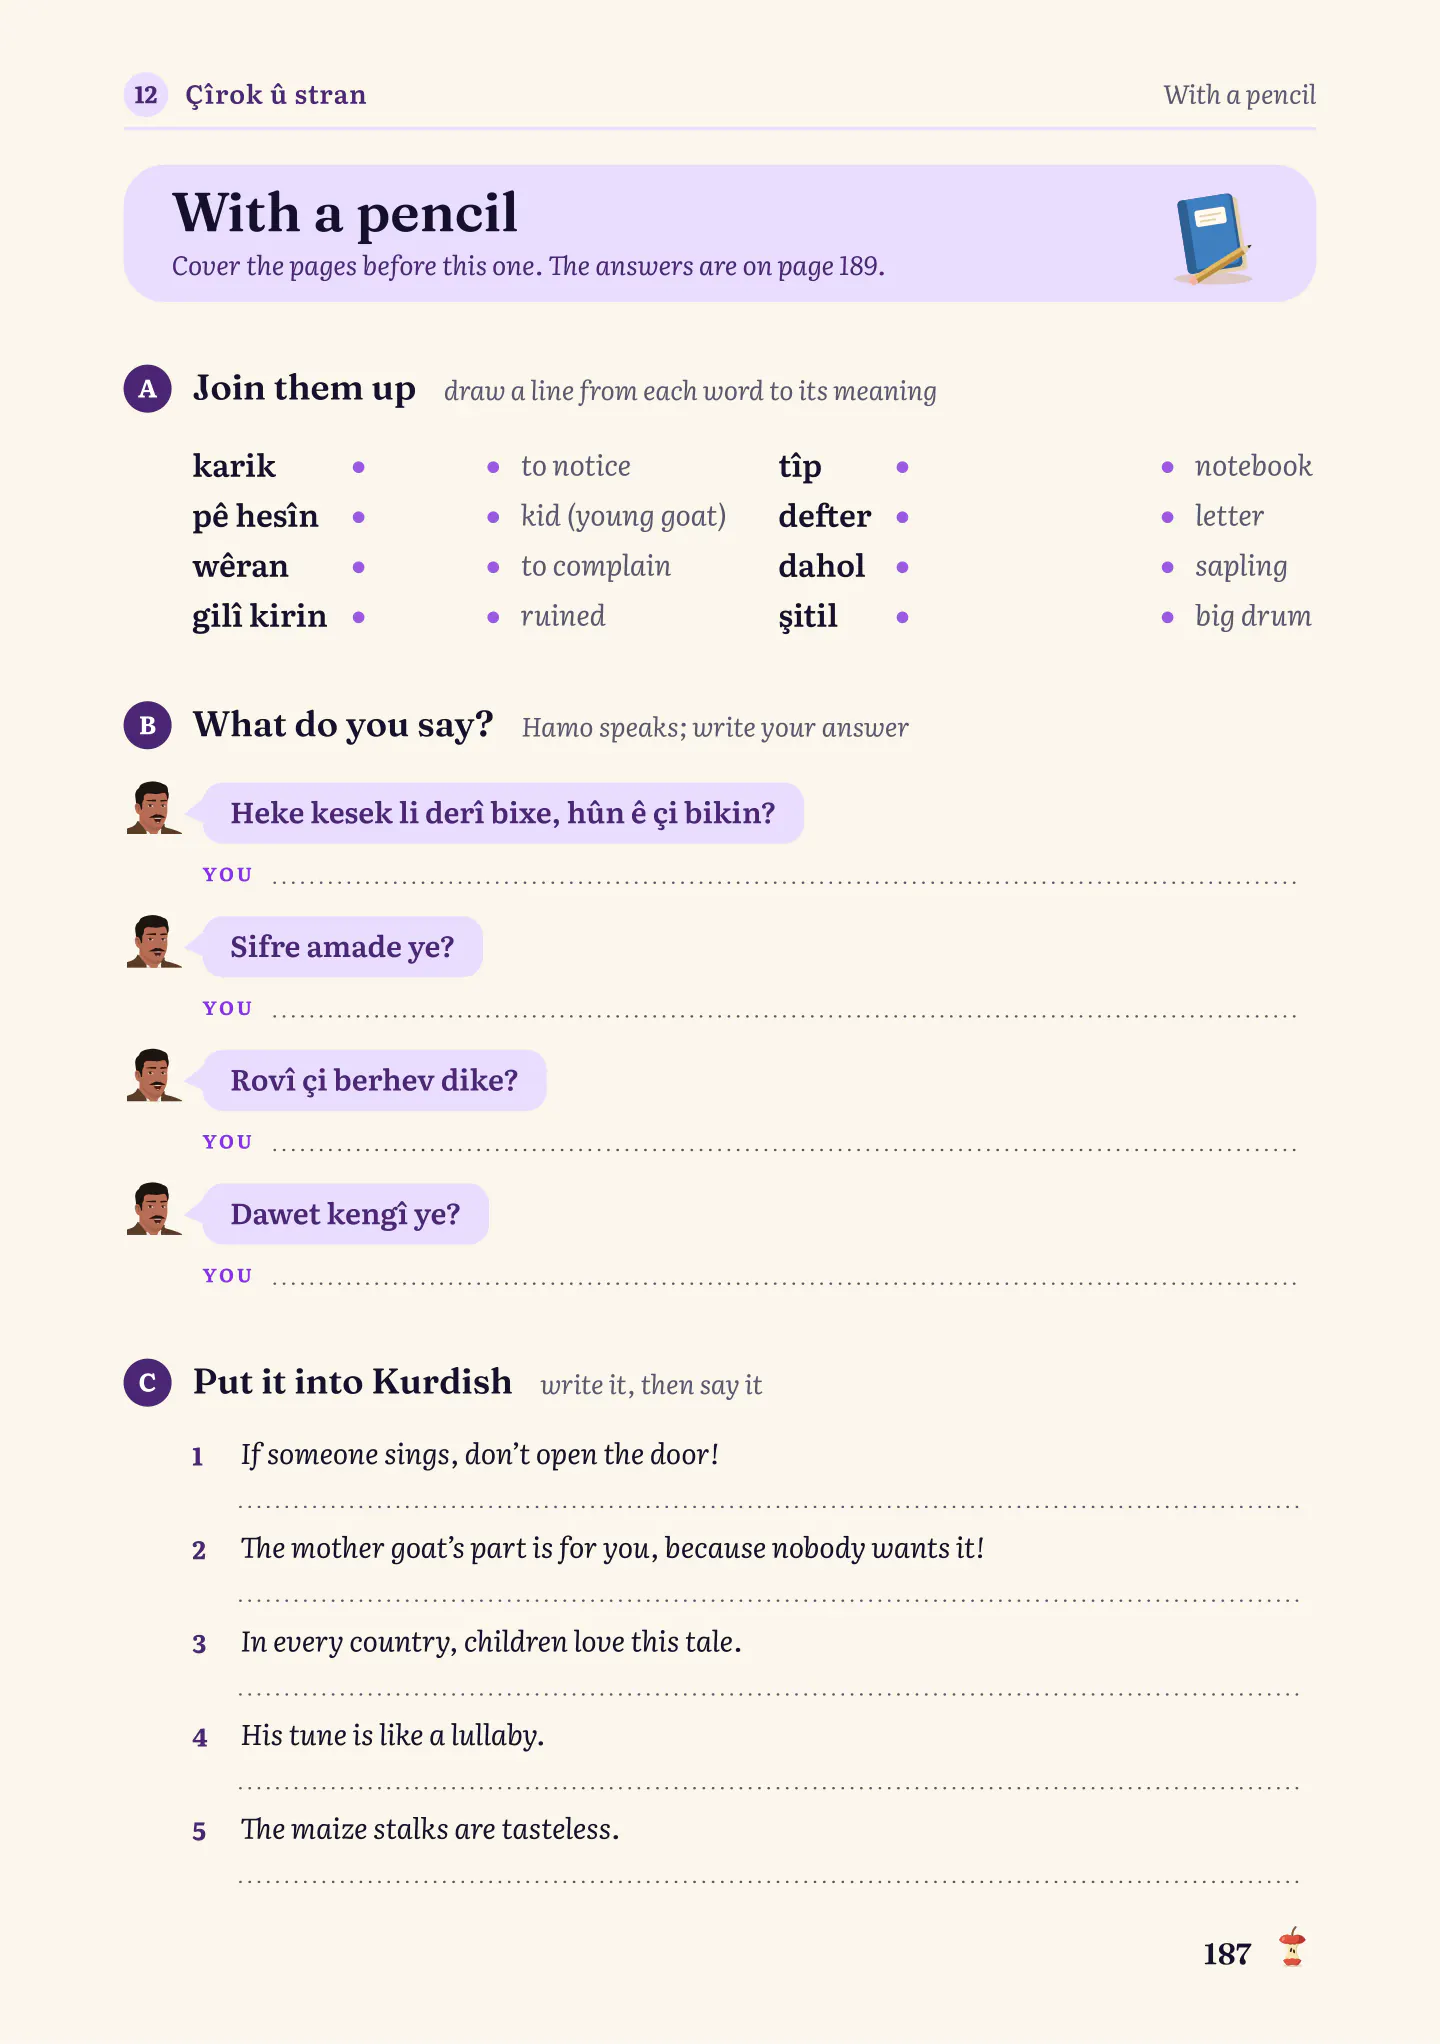 12 Çîrok û stran With a pencil
With a pencil
Cover the pages before this one. The answers are on page 189.
A Join them up draw a line from each word to its meaning
karik • • to notice tîp • • notebook
pê hesîn • • kid (young goat) defter • • letter
wêran • • to complain dahol • • sapling
gilî kirin • • ruined şitil • • big drum
B What do you say? Hamo speaks; write your answer
Heke kesek li derî bixe, hûn ê çi bikin?
YOU
Sifre amade ye?
YOU
Rovî çi berhev dike?
YOU
Dawet kengî ye?
YOU
C Put it into Kurdish write it, then say it
1 If someone sings, don’t open the door!
2 The mother goat’s part is for you, because nobody wants it!
3 In every country, children love this tale.
4 His tune is like a lullaby.
5 The maize stalks are tasteless.
187